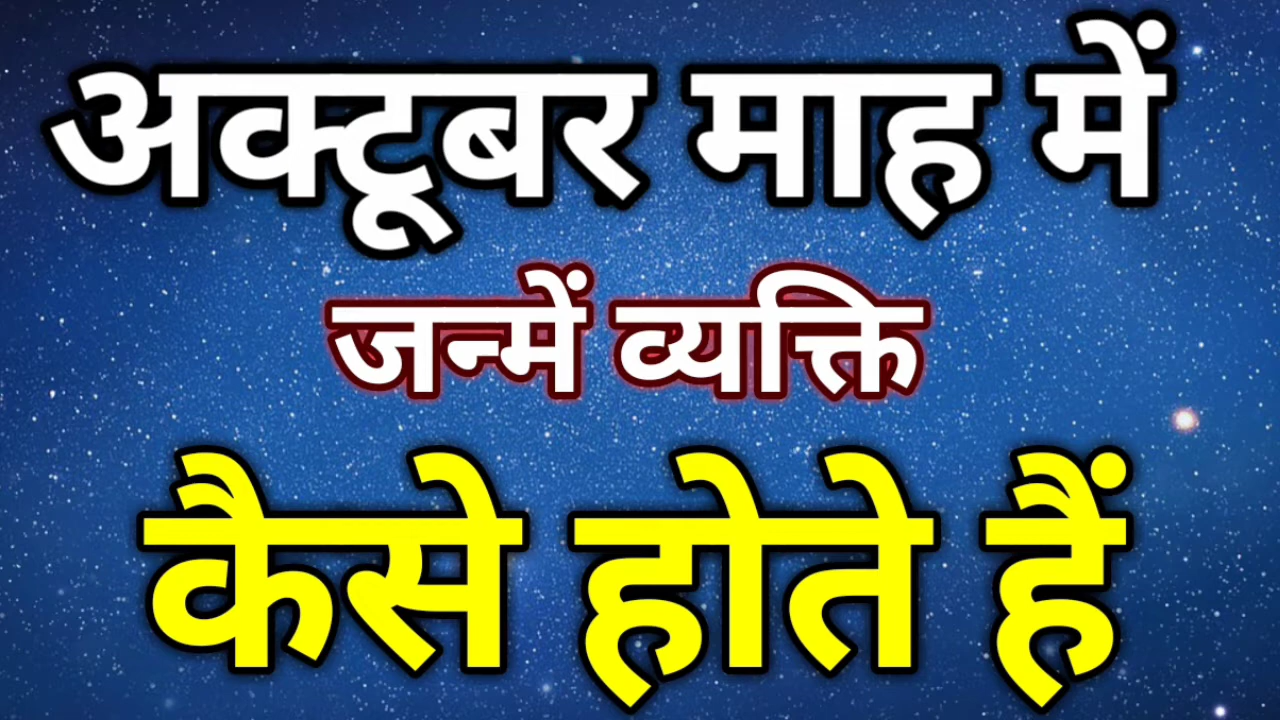 अक्टूबर माह में
जन्में व्यक्ति
कैसे होते हैं